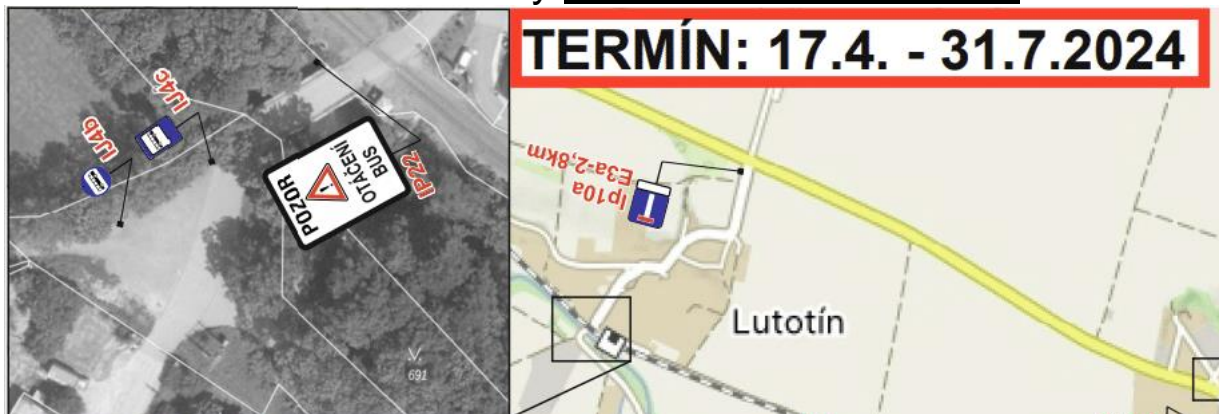 TERMÍN: 17.4. - 31.7.2024
IJ4c
IJ4b
IP22
POZOR
OTÁČENÍ
BUS
691
Ip10a
E3a-2,8km
Lutotín